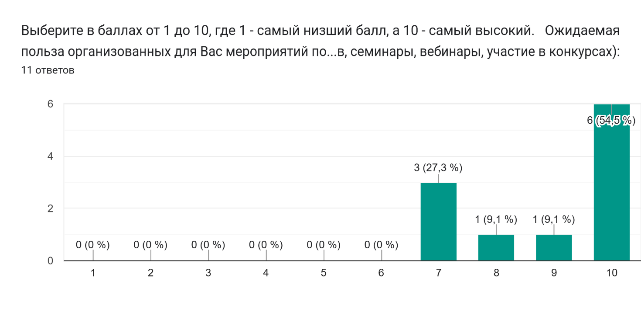 Выберите в баллах от 1 до 10, где 1 - самый низший балл, а 10 - самый высокий. Ожидаемая
польза организованных для Вас мероприятий по...в, семинары, вебинары, участие в конкурсах):
11 ответов
6
6 (54,5 %)
4
3 (27,3 %)
2
1 (9,1 %) 1 (9,1 %)
0 (0 %) 0 (0 %) 0 (0 %) 0 (0 %) 0 (0 %) 0 (0 %)
0
1 2 3 4 5 6 7 8 9 10